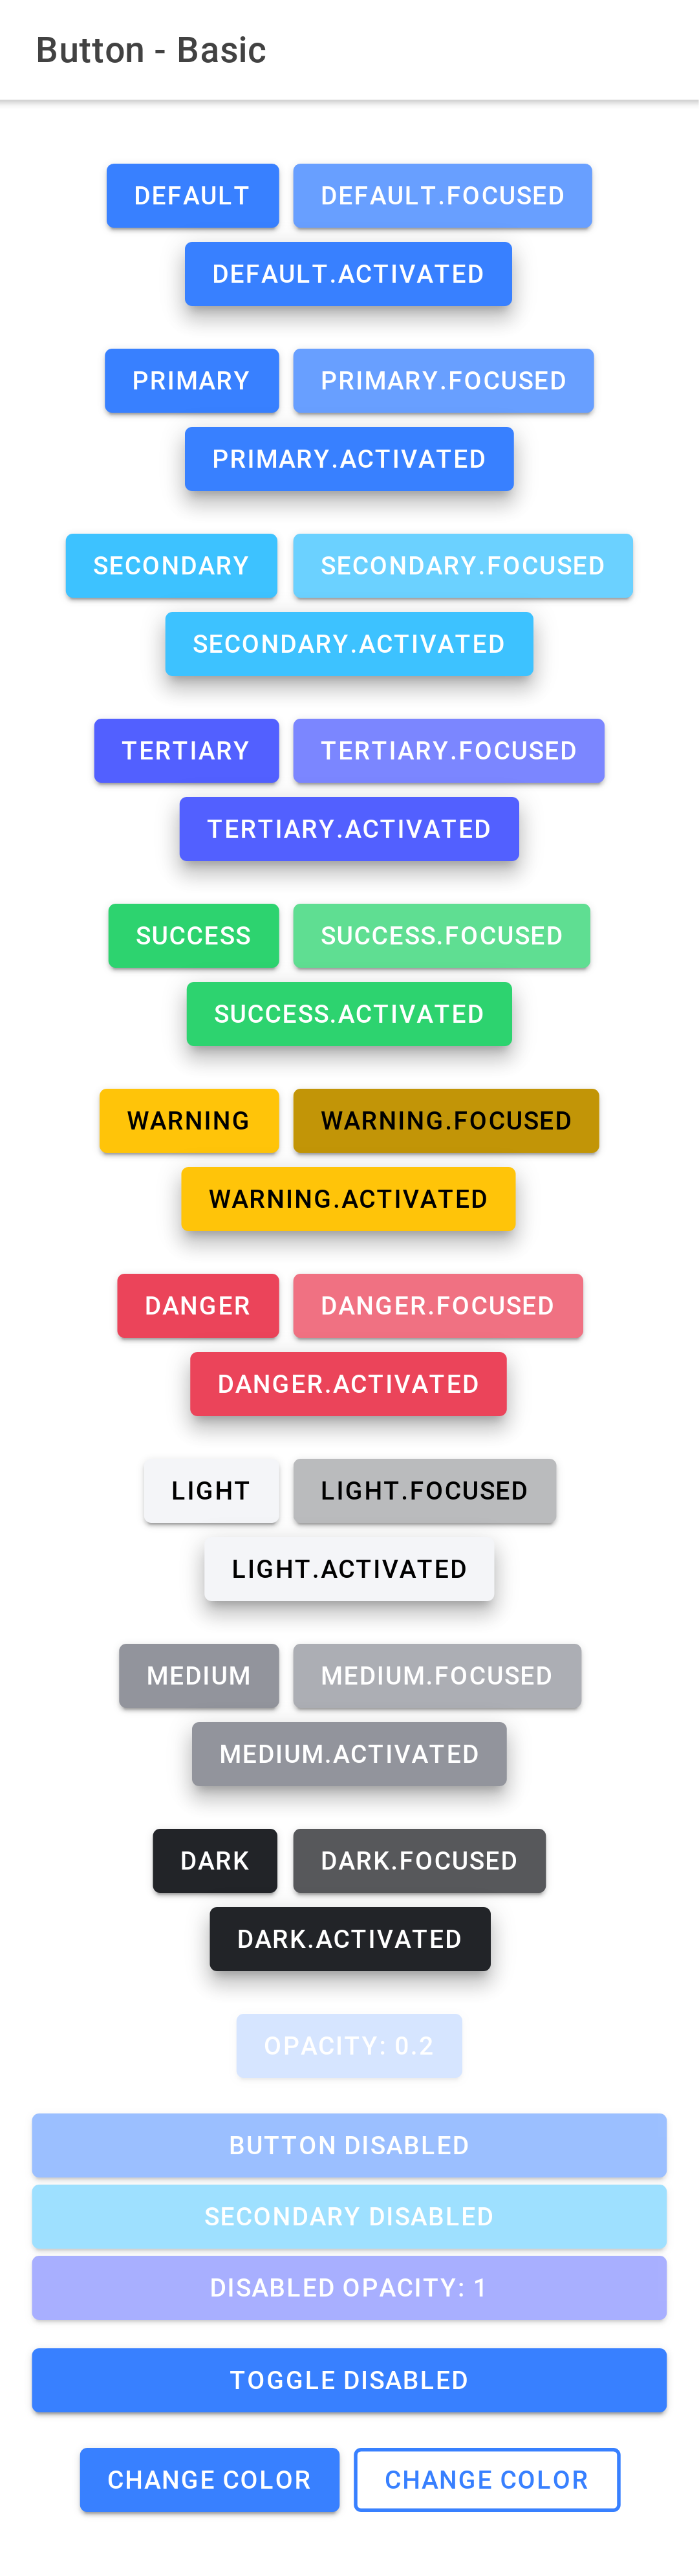 Button - Basic
DEFAULT DEFAULT.FOCUSED
DEFAULT.ACTIVATED
PRIMARY PRIMARY.FOCUSED
PRIMARY.ACTIVATED
SECONDARY SECONDARY.FOCUSED
SECONDARY.ACTIVATED
TERTIARY TERTIARY.FOCUSED
TERTIARY.ACTIVATED
SUCCESS SUCCESS.FOCUSED
SUCCESS.ACTIVATED
WARNING WARNING.FOCUSED
WARNING.ACTIVATED
DANGER DANGER.FOCUSED
DANGER.ACTIVATED
LIGHT LIGHT.FOCUSED
LIGHT.ACTIVATED
MEDIUM MEDIUM.FOCUSED
MEDIUM.ACTIVATED
DARK DARK.FOCUSED
DARK.ACTIVATED
OPACITY: 0.2
BUTTON DISABLED
SECONDARY DISABLED
DISABLED OPACITY: 1
TOGGLE DISABLED
CHANGE COLOR CHANGE COLOR